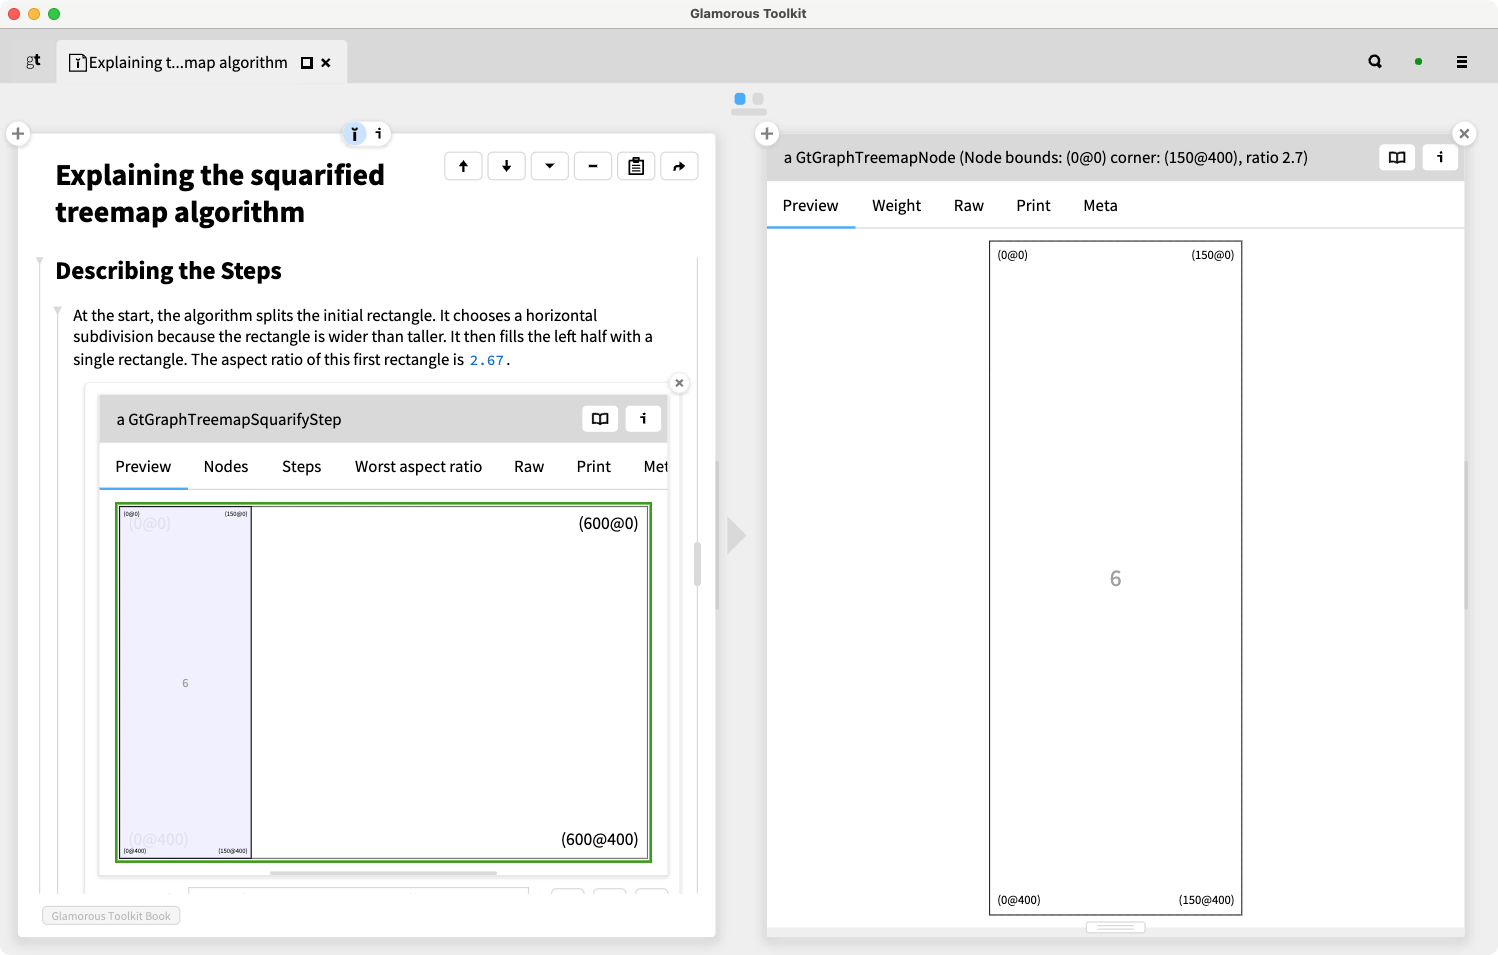 Glamorous Toolkit
gt
Explaining t...map algorithm
Explaining the squarified
treemap algorithm
Describing the Steps
At the start, the algorithm splits the initial rectangle. It chooses a horizontal
subdivision because the rectangle is wider than taller. It then fills the left half with a
single rectangle. The aspect ratio of this first rectangle is 2.67.
a GtGraphTreemapSquarifyStep
i
Preview Nodes Steps Worst aspect ratio Raw Print Met
(0@0) (150@0)
(0@0) (600@0)
6
(0@400) (600@400)
(0@400) (150@400)
Glamorous Toolkit Book
a GtGraphTreemapNode (Node bounds: (0@0) corner: (150@400), ratio 2.7)
i
Preview Weight Raw Print Meta
(0@0) (150@0)
6
(0@400) (150@400)